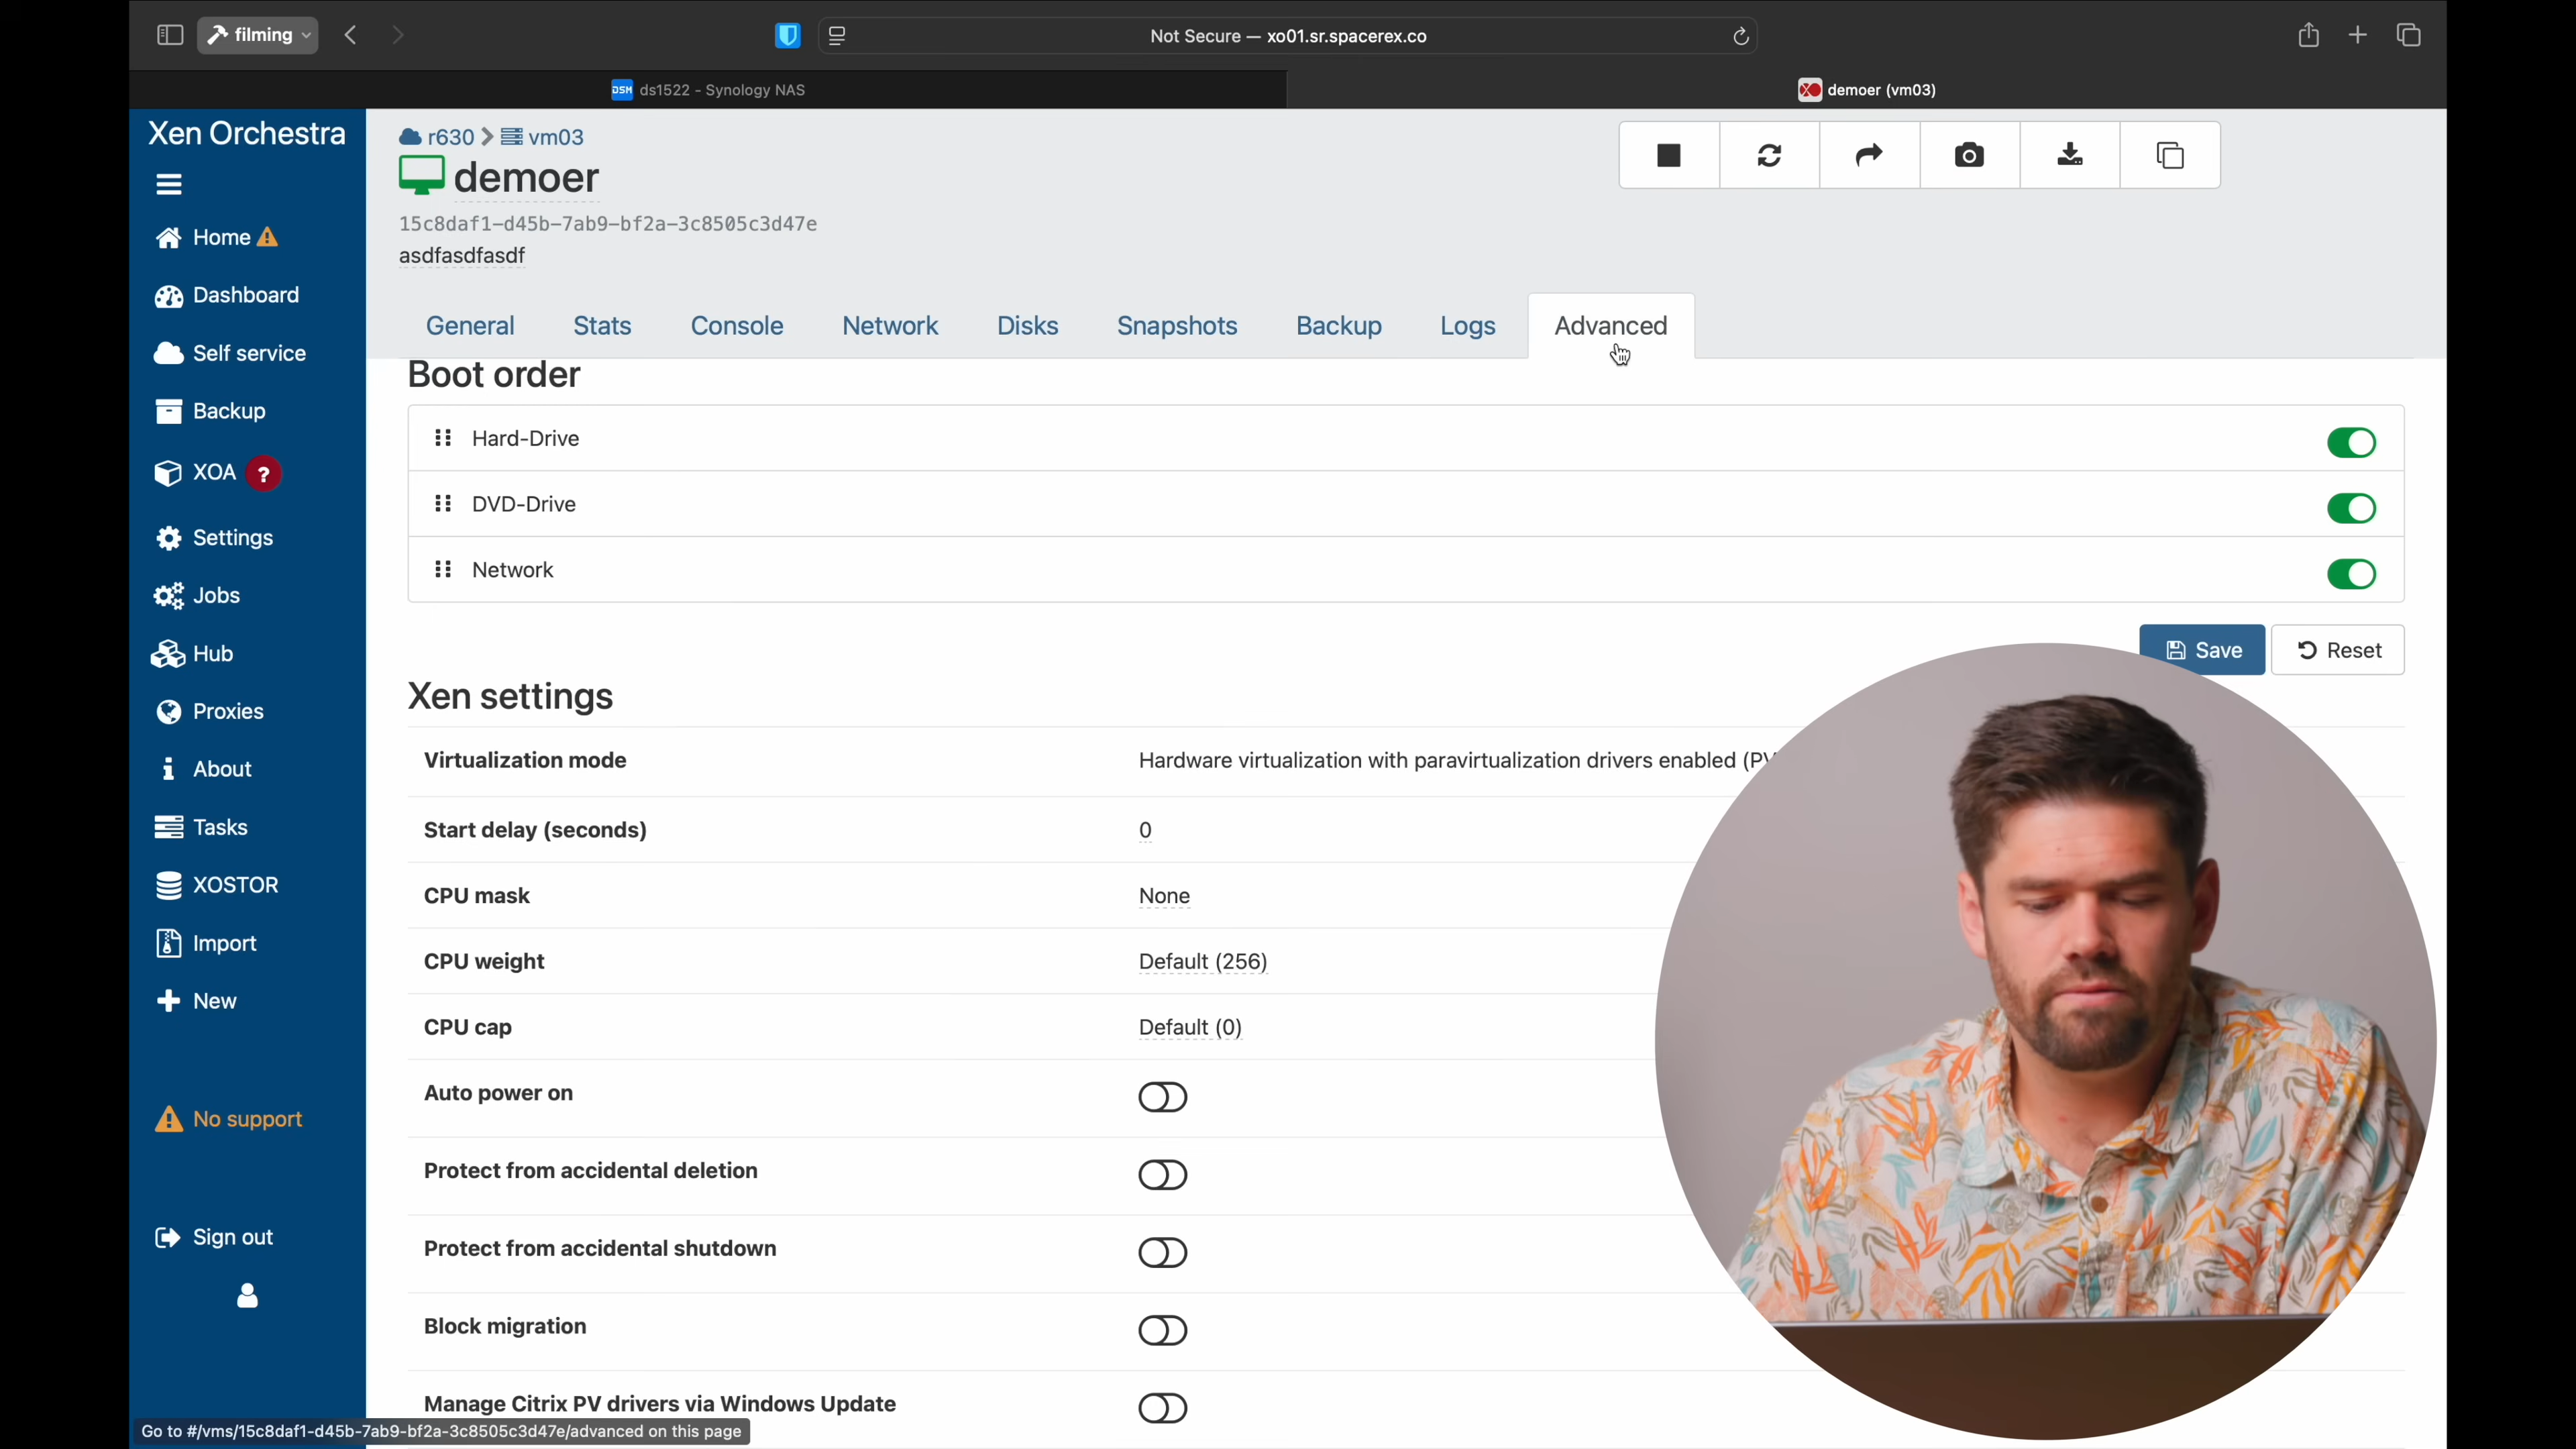 filming
Not Secure — xo01.sr.spacerex.co
DSM ds1522 - Synology NAS
demoer (vm03)
Xen Orchestra
Home
Dashboard
Self service
Backup
XOA ?
Settings
Jobs
Hub
Proxies
About
Tasks
XOSTOR
Import
New
No support
Sign out
r630 vm03
demoer
15c8daf1-d45b-7ab9-bf2a-3c8505c3d47e
asdfasdfasdf
General Stats Console Network Disks Snapshots Backup Logs Advanced
Boot order
Hard-Drive
DVD-Drive
Network
Save Reset
Xen settings
Virtualization mode Hardware virtualization with paravirtualization drivers enabled
Start delay (seconds) 0
CPU mask None
CPU weight Default (256)
CPU cap Default (0)
Auto power on
Protect from accidental deletion
Protect from accidental shutdown
Block migration
Manage Citrix PV drivers via Windows Update
Go to #/vms/15c8daf1-d45b-7ab9-bf2a-3c8505c3d47e/advanced on this page